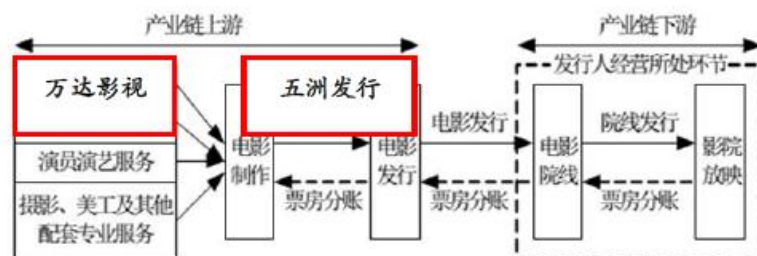 产业链上游
产业链下游
发行人经营所处环节
万达影视
五洲发行
演员演艺服务
摄影、美工及其他
配套专业服务
电影
制作
票房分账
电影
发行
电影发行
票房分账
电影
院线
院线发行
票房分账
影院
放映